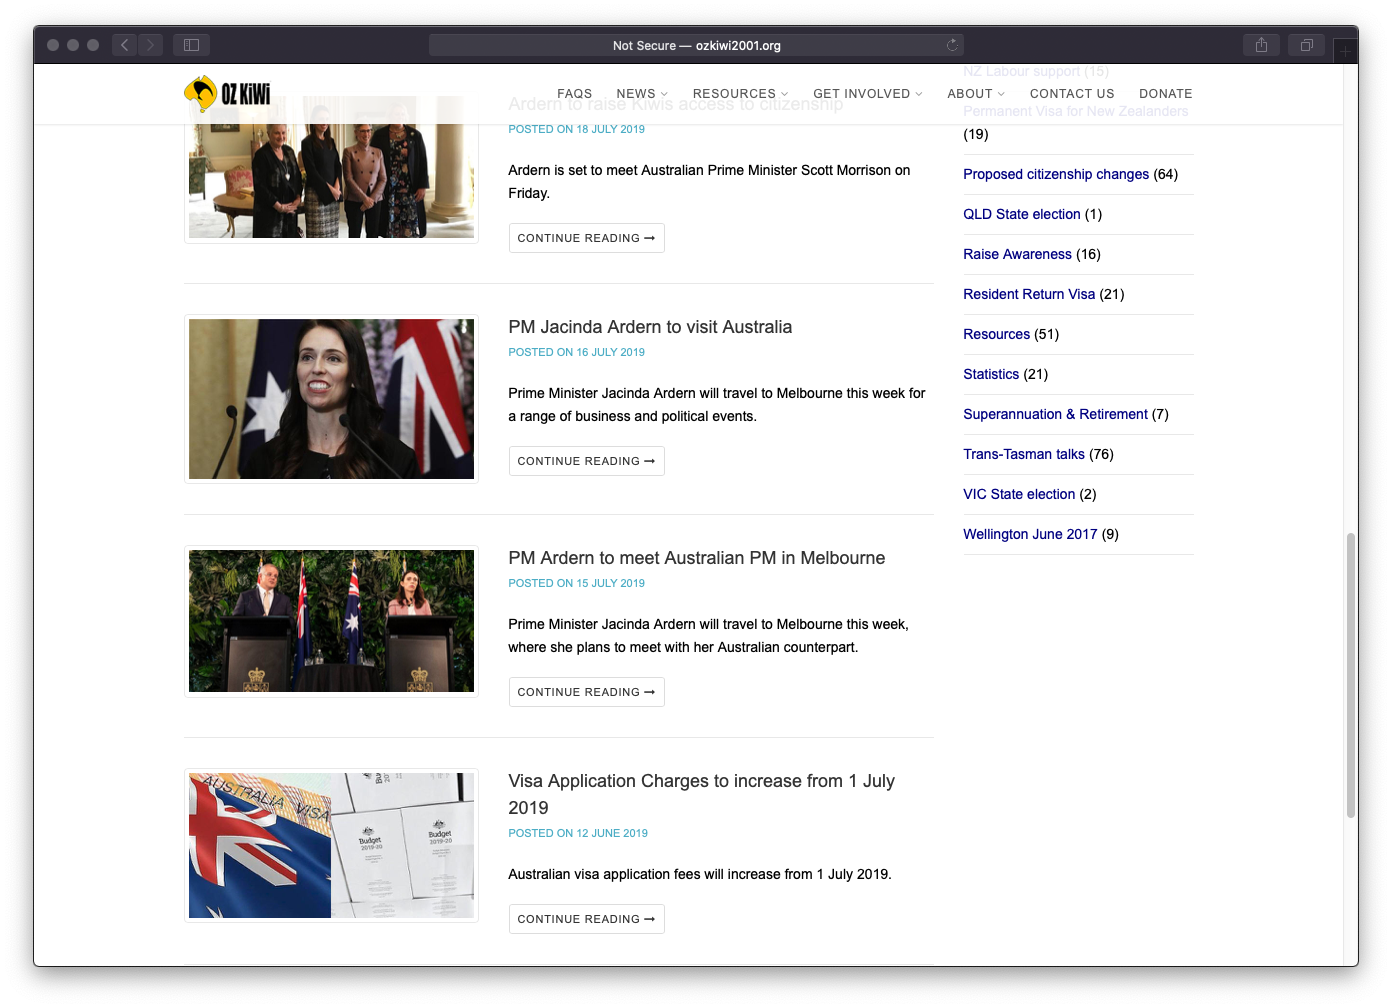 Not Secure — ozkiwi2001.org
OZ KiWi
FAQS
NEWS
RESOURCES
GET INVOLVED
ABOUT
CONTACT US
DONATE
Ardern to raise Kiwis access to citizenship
POSTED ON 18 JULY 2019
Ardern is set to meet Australian Prime Minister Scott Morrison on
Friday.
CONTINUE READING
PM Jacinda Ardern to visit Australia
POSTED ON 16 JULY 2019
Prime Minister Jacinda Ardern will travel to Melbourne this week for
a range of business and political events.
CONTINUE READING
PM Ardern to meet Australian PM in Melbourne
POSTED ON 15 JULY 2019
Prime Minister Jacinda Ardern will travel to Melbourne this week,
where she plans to meet with her Australian counterpart.
CONTINUE READING
AUSTRALIA VISA
Budget
2019-20
Budget
2019-20
Visa Application Charges to increase from 1 July
2019
POSTED ON 12 JUNE 2019
Australian visa application fees will increase from 1 July 2019.
CONTINUE READING
NZ Labour support (15)
Permanent Visa for New Zealanders
(19)
Proposed citizenship changes (64)
QLD State election (1)
Raise Awareness (16)
Resident Return Visa (21)
Resources (51)
Statistics (21)
Superannuation & Retirement (7)
Trans-Tasman talks (76)
VIC State election (2)
Wellington June 2017 (9)